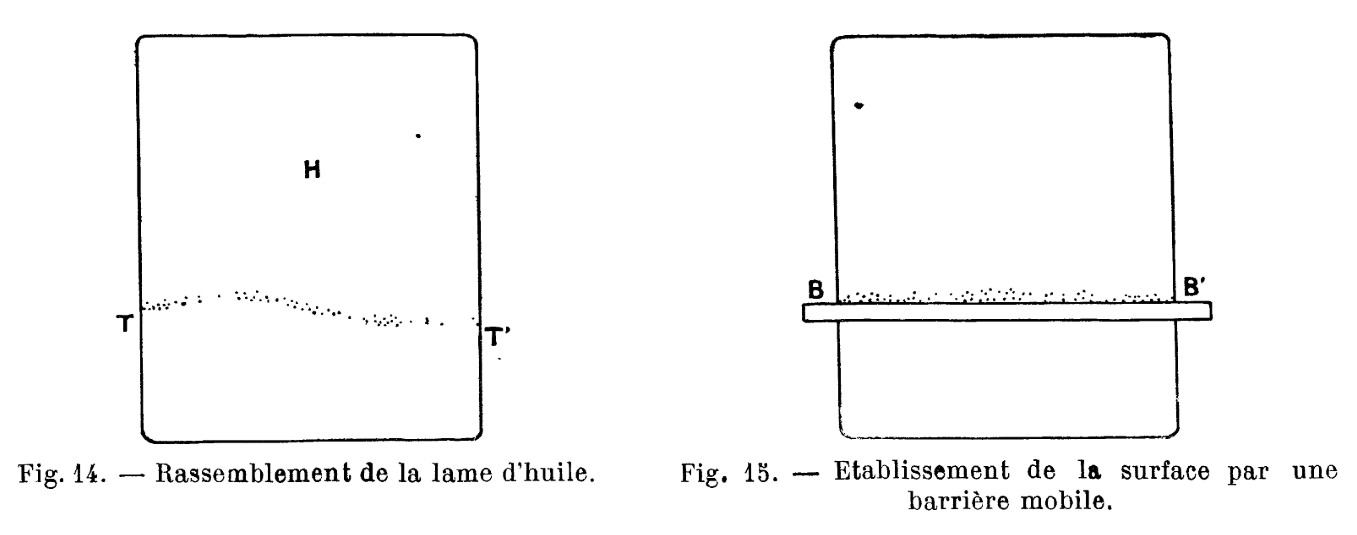 H
T
T'
B
B'
Fig. 14. — Rassemblement de la lame d'huile.
Fig. 15. — Etablissement de la surface par une
barrière mobile.